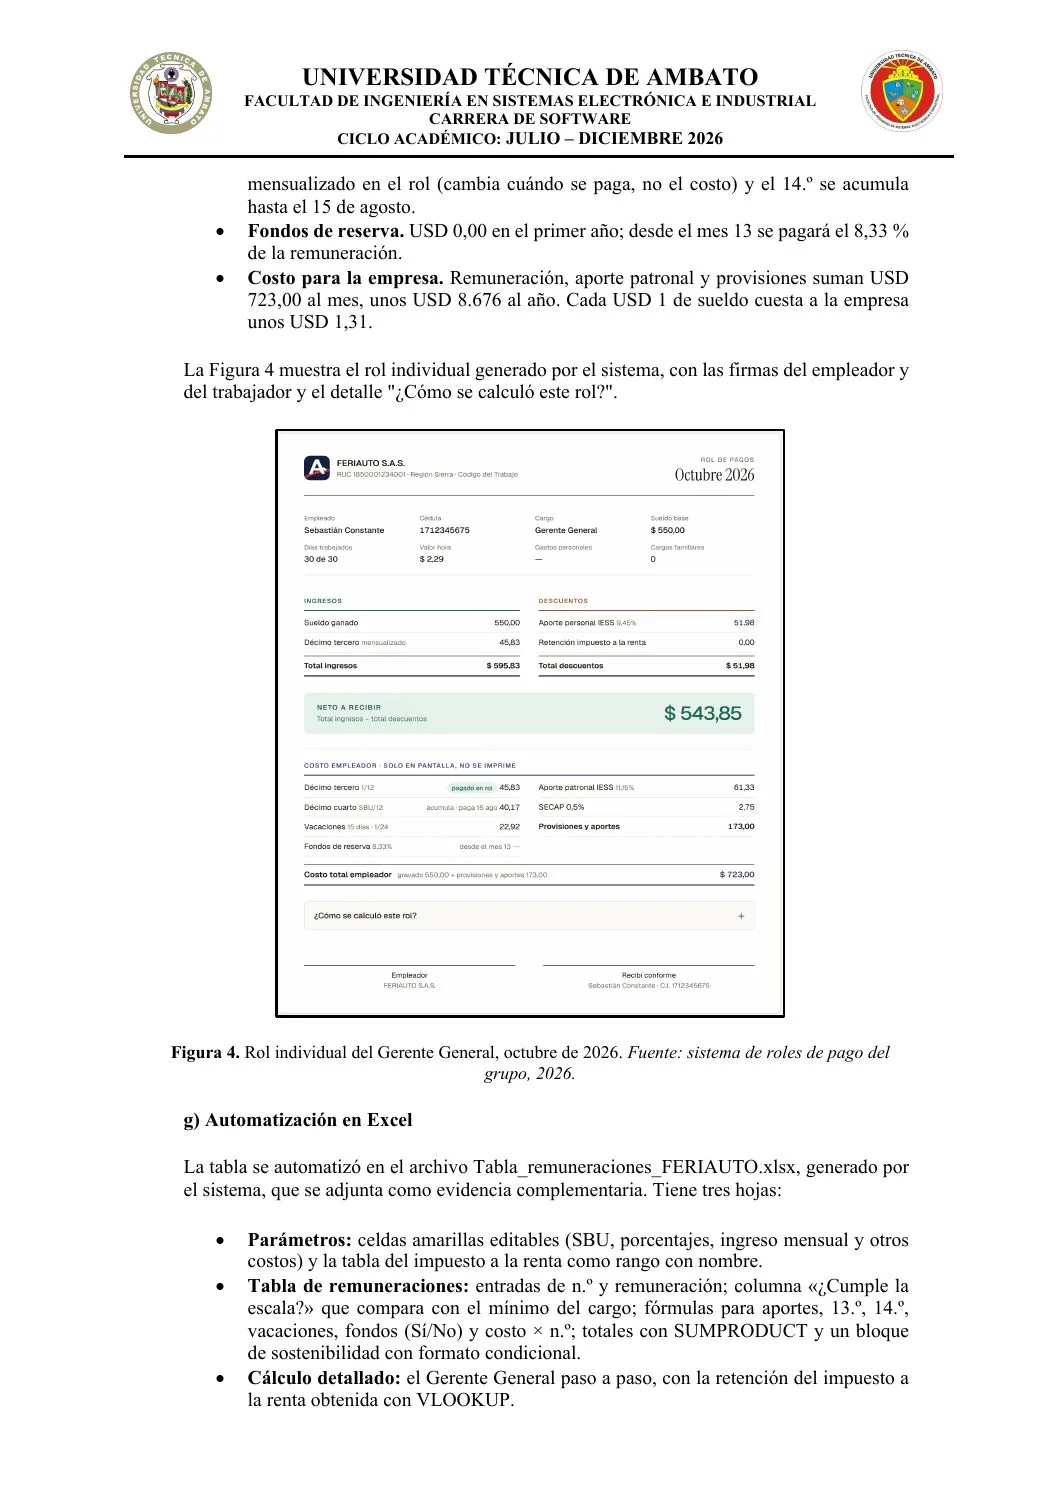 UNIVERSIDAD TÉCNICA DE AMBATO
FACULTAD DE INGENIERÍA EN SISTEMAS ELECTRÓNICA E INDUSTRIAL
CARRERA DE SOFTWARE
CICLO ACADÉMICO: JULIO – DICIEMBRE 2026
mensualizado en el rol (cambia cuándo se paga, no el costo) y el 14.º se acumula
hasta el 15 de agosto.
• Fondos de reserva. USD 0,00 en el primer año; desde el mes 13 se pagará el 8,33 %
de la remuneración.
• Costo para la empresa. Remuneración, aporte patronal y provisiones suman USD
723,00 al mes, unos USD 8.676 al año. Cada USD 1 de sueldo cuesta a la empresa
unos USD 1,31.
La Figura 4 muestra el rol individual generado por el sistema, con las firmas del empleador y
del trabajador y el detalle "¿Cómo se calculó este rol?".
FERIAUTO S.A.S.
RUC 1850001234001 · Región Sierra · Código del Trabajo
ROL DE PAGOS
Octubre 2026
Empleado Cédula Cargo Sueldo base
Sebastián Constante 1712345675 Gerente General $ 550,00
Días trabajados Valor hora Gastos personales Cargas familiares
30 de 30 $ 2,29 — 0
INGRESOS DESCUENTOS
Sueldo ganado 550,00 Aporte personal IESS 9,45% 51,98
Décimo tercero mensualizado 45,83 Retención impuesto a la renta 0,00
Total ingresos $ 595,83 Total descuentos $ 51,98
NETO A RECIBIR
Total ingresos − total descuentos
$ 543,85
COSTO EMPLEADOR · SOLO EN PANTALLA, NO SE IMPRIME
Décimo tercero 1/12 pagado en rol 45,83 Aporte patronal IESS 11,15% 61,33
Décimo cuarto SBU/12 acumula · paga 15 ago 40,17 SECAP 0,5% 2,75
Vacaciones 15 días · 1/24 22,92 Provisiones y aportes 173,00
Fondos de reserva 8,33% desde el mes 13 —
Costo total empleador gravado 550,00 + provisiones y aportes 173,00 $ 723,00
¿Cómo se calculó este rol? +
Empleador Recibí conforme
FERIAUTO S.A.S. Sebastián Constante · C.I. 1712345675
Figura 4. Rol individual del Gerente General, octubre de 2026. Fuente: sistema de roles de pago del
grupo, 2026.
g) Automatización en Excel
La tabla se automatizó en el archivo Tabla_remuneraciones_FERIAUTO.xlsx, generado por
el sistema, que se adjunta como evidencia complementaria. Tiene tres hojas:
• Parámetros: celdas amarillas editables (SBU, porcentajes, ingreso mensual y otros
costos) y la tabla del impuesto a la renta como rango con nombre.
• Tabla de remuneraciones: entradas de n.º y remuneración; columna «¿Cumple la
escala?» que compara con el mínimo del cargo; fórmulas para aportes, 13.º, 14.º,
vacaciones, fondos (Sí/No) y costo × n.º; totales con SUMPRODUCT y un bloque
de sostenibilidad con formato condicional.
• Cálculo detallado: el Gerente General paso a paso, con la retención del impuesto a
la renta obtenida con VLOOKUP.